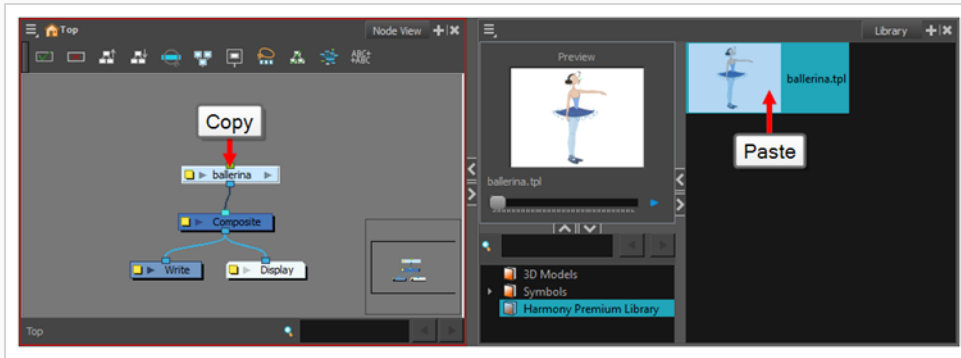 Top
Node View
ABC+
+ABC
Copy
ballerina
Composite
Write
Display
Top
Library
Preview
ballerina.tpl
3D Models
Symbols
Harmony Premium Library
ballerina.tpl
Paste